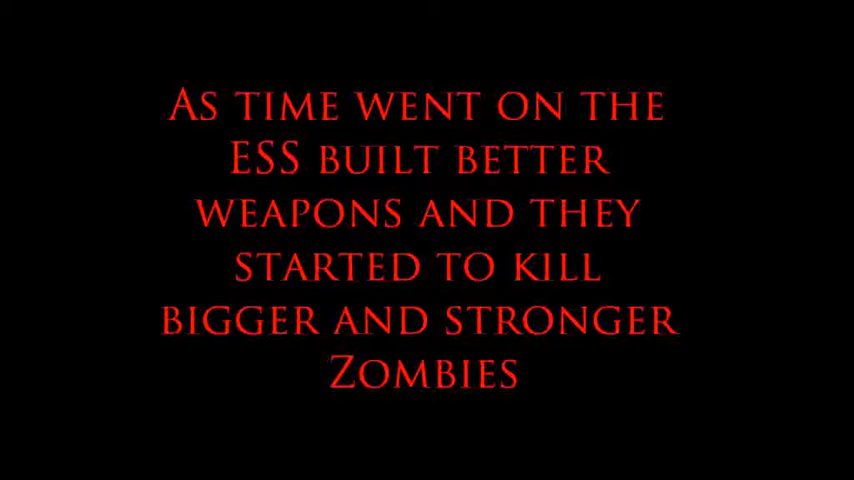 As time went on the
ESS built better
weapons and they
started to kill
bigger and stronger
Zombies